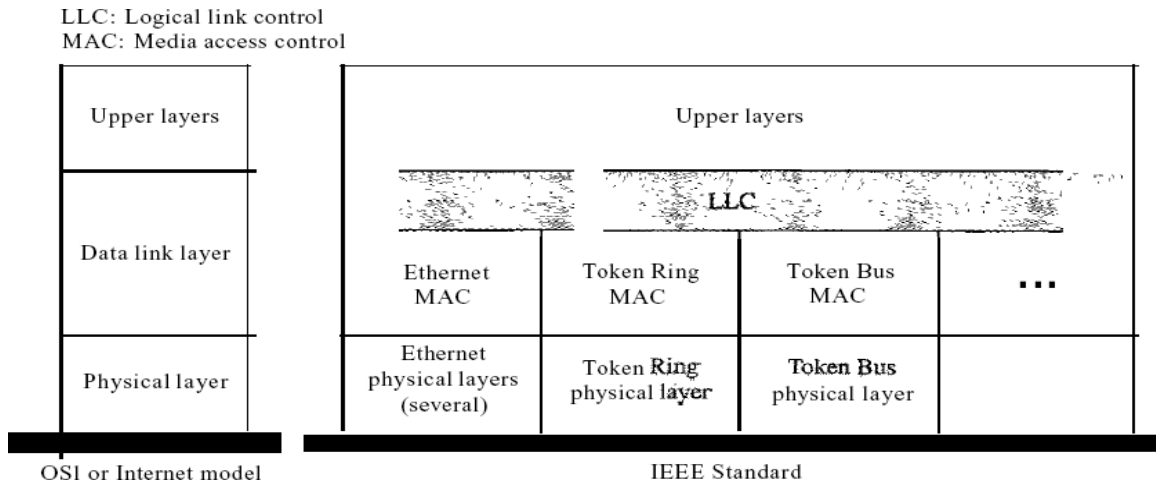 LLC: Logical link control
MAC: Media access control
Upper layers
Data link layer
Physical layer
OSI or Internet model
Upper layers
LLC
Ethernet
MAC
Token Ring
MAC
Token Bus
MAC
...
Ethernet
physical layers
(several)
Token Ring
physical layer
Token Bus
physical layer
IEEE Standard